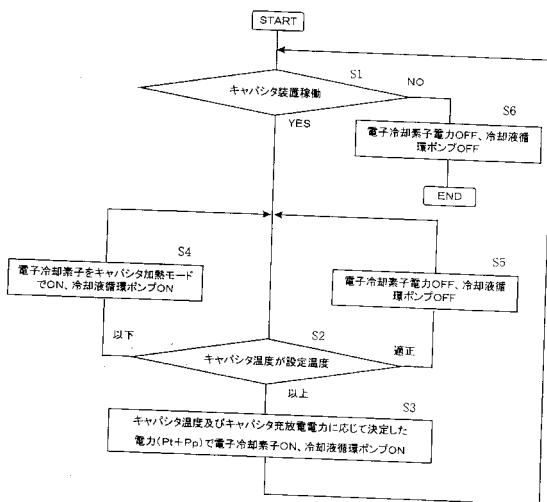 START
S1
キャパシタ装置稼働
NO
YES
S6
電子冷却素子電力OFF、冷却液循
環ポンプOFF
END
S4
電子冷却素子をキャパシタ加熱モード
でON、冷却液循環ポンプON
S5
電子冷却素子電力OFF、冷却液循
環ポンプOFF
以下
S2
キャパシタ温度が設定温度
適正
以上
S3
キャパシタ温度及びキャパシタ充放電電力に応じて決定した
電力(Pt+Pp)で電子冷却素子ON、冷却液循環ポンプON